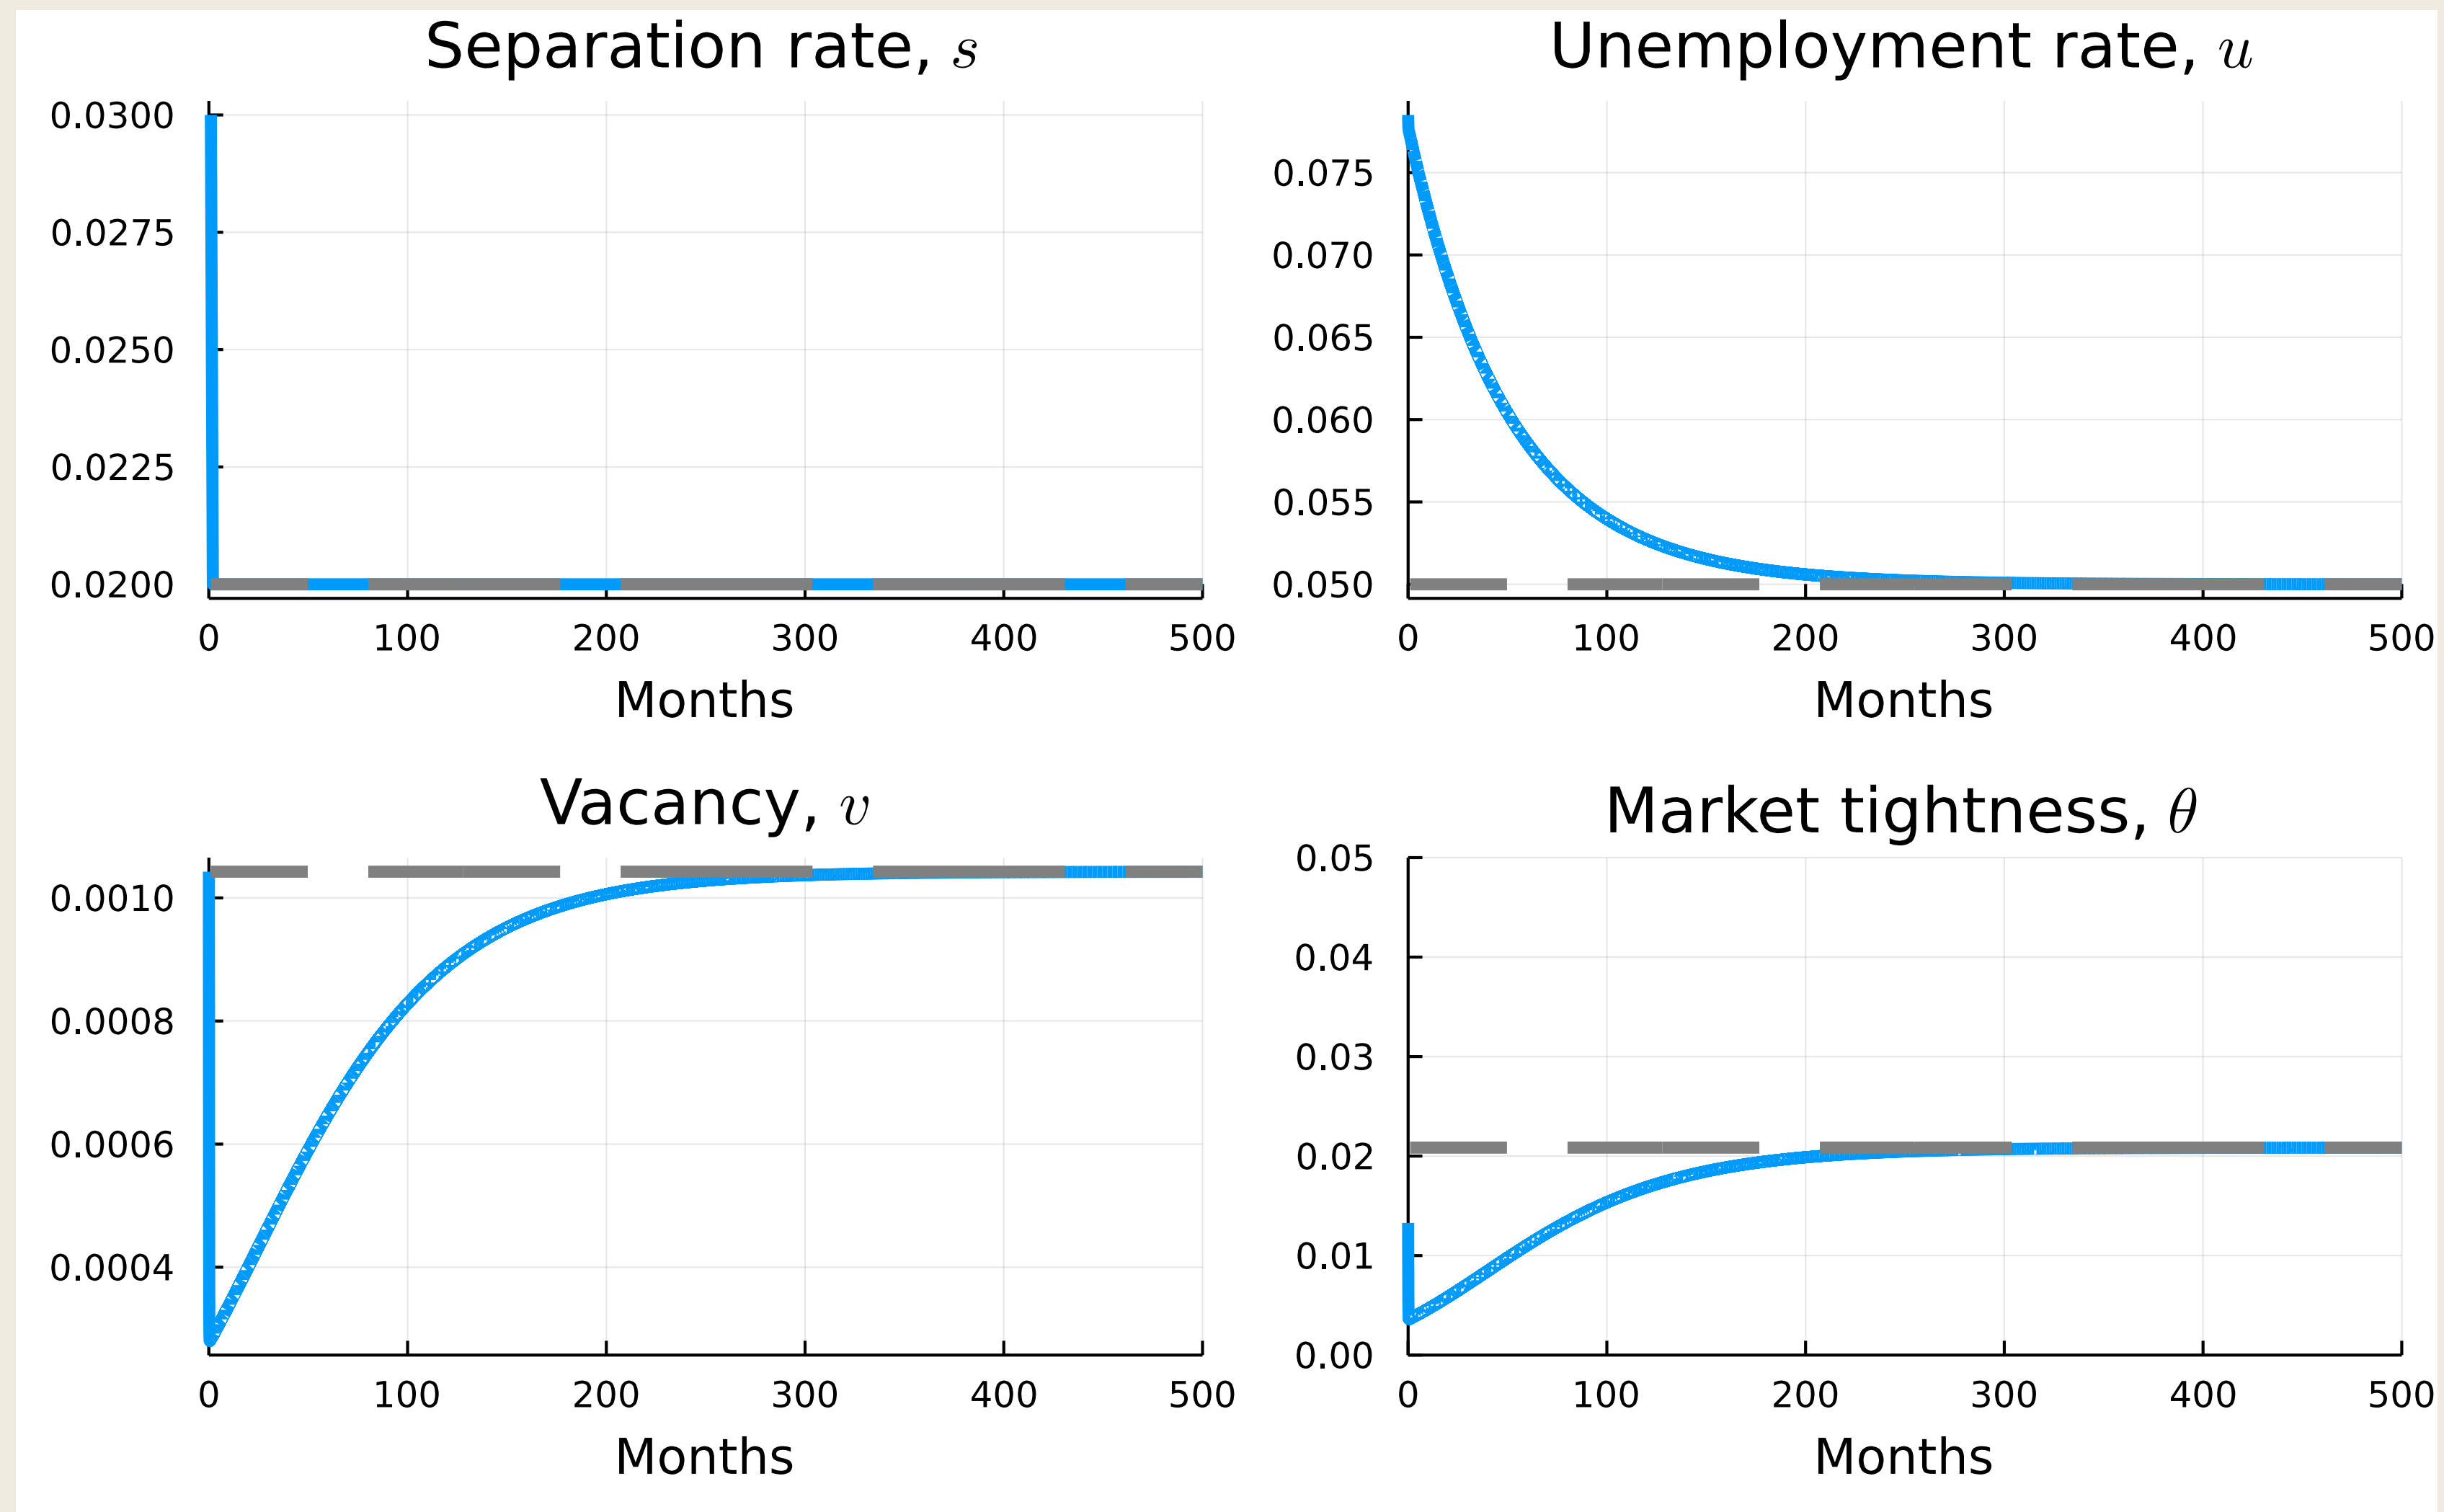 Separation rate, s
0.0300
0.0275
0.0250
0.0225
0.0200
0 100 200 300 400 500
Months
Unemployment rate, u
0.075
0.070
0.065
0.060
0.055
0.050
0 100 200 300 400 500
Months
Vacancy, v
0.0010
0.0008
0.0006
0.0004
0 100 200 300 400 500
Months
Market tightness, θ
0.05
0.04
0.03
0.02
0.01
0.00
0 100 200 300 400 500
Months